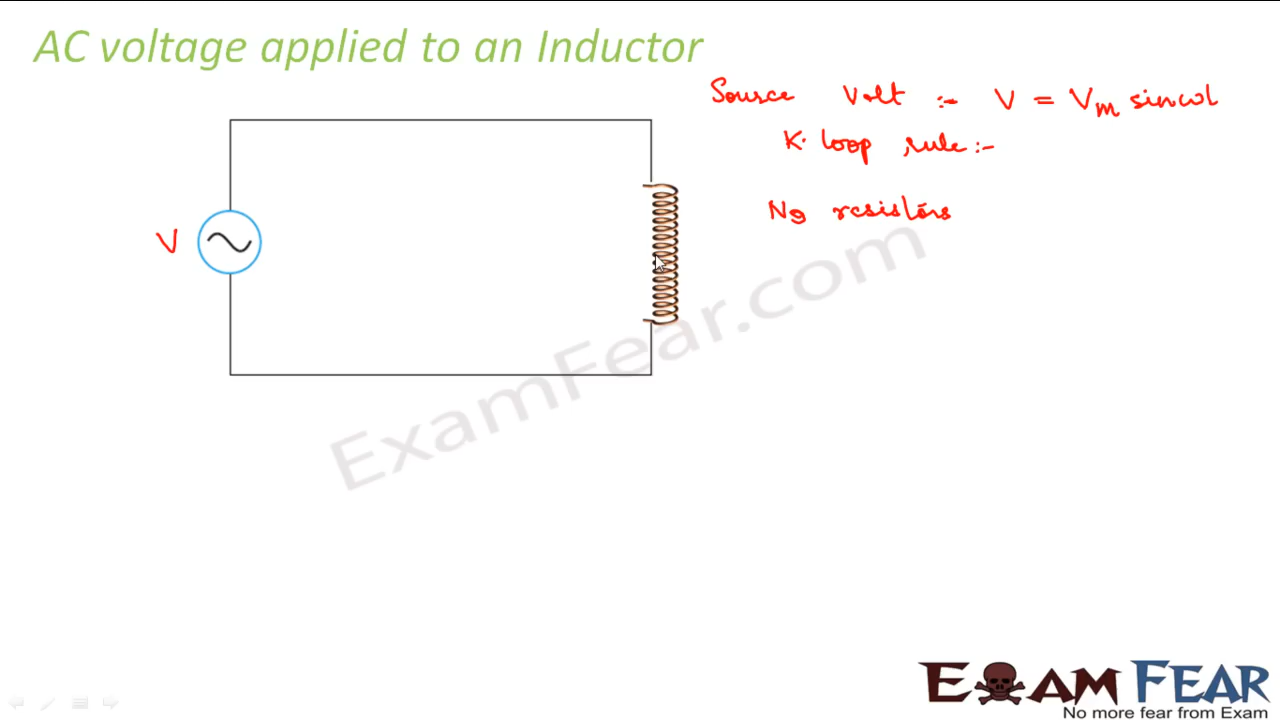 AC voltage applied to an Inductor
Source Volt :- V = Vm sinωt
K. loop rule :-
No resistors
V
ExamFear.com
EXAM FEAR
No more fear from Exam